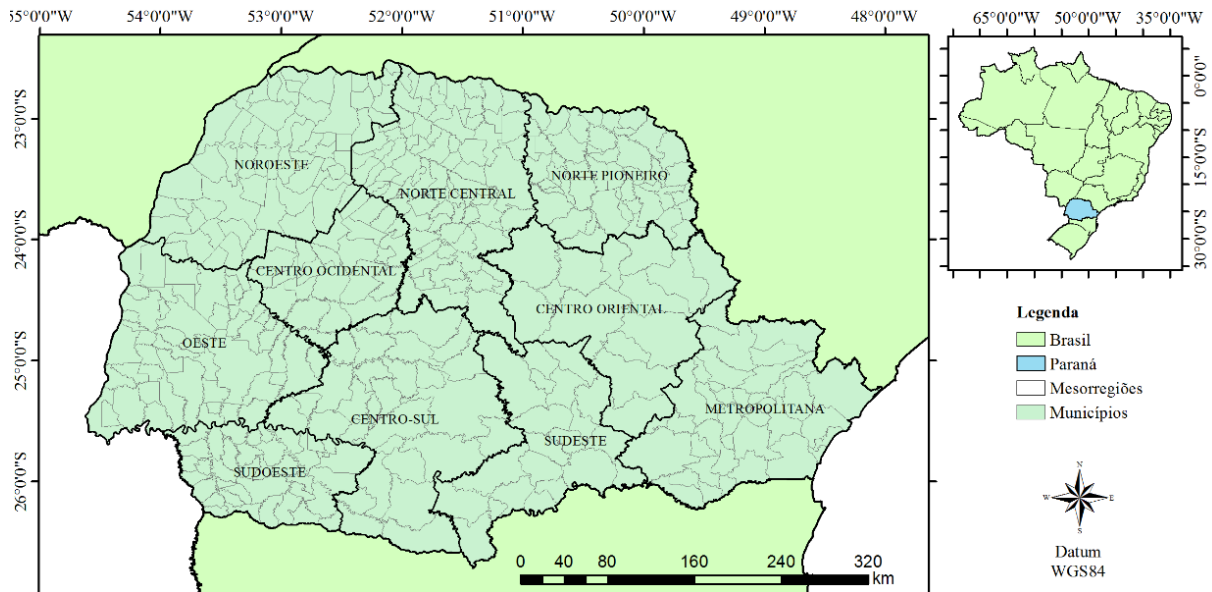 55°0'0"W 54°0'0"W 53°0'0"W 52°0'0"W 51°0'0"W 50°0'0"W 49°0'0"W 48°0'0"W
23°0'0"S
24°0'0"S
25°0'0"S
26°0'0"S
NOROESTE
NORTE CENTRAL
NORTE PIONEIRO
CENTRO OCIDENTAL
CENTRO ORIENTAL
OESTE
CENTRO-SUL
METROPOLITANA
SUDESTE
SUDOESTE
0 40 80 160 240 320
km
65°0'0"W 50°0'0"W 35°0'0"W
0°0'0"
15°0'0"S
30°0'0"S
Legenda
Brasil
Paraná
Mesorregiões
Municípios
N
W E
S
Datum
WGS84